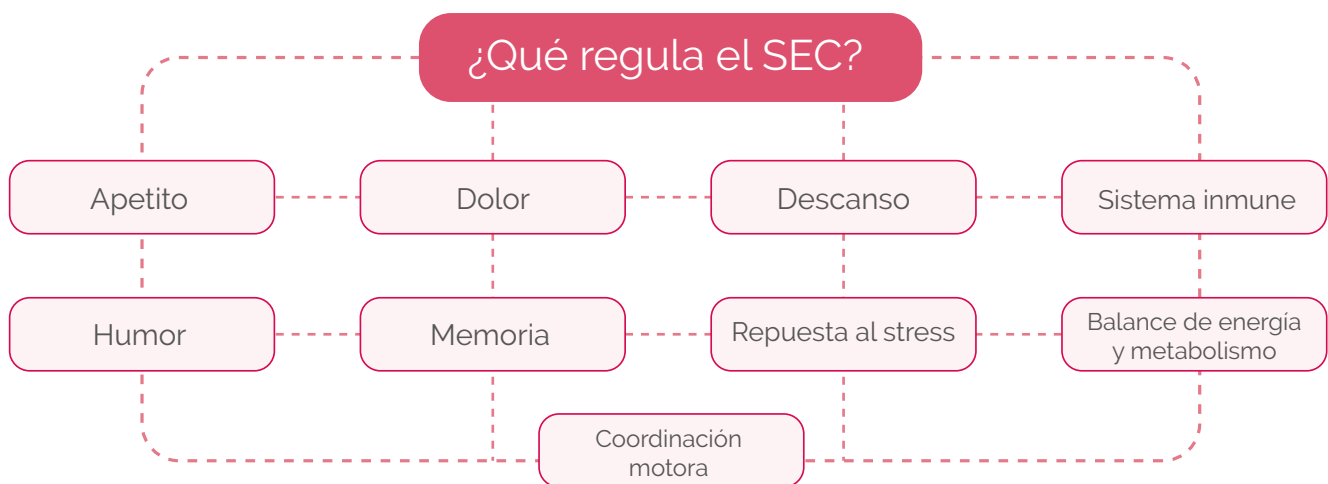 ¿Qué regula el SEC?
Apetito
Dolor
Descanso
Sistema inmune
Humor
Memoria
Repuesta al stress
Balance de energía
y metabolismo
Coordinación
motora